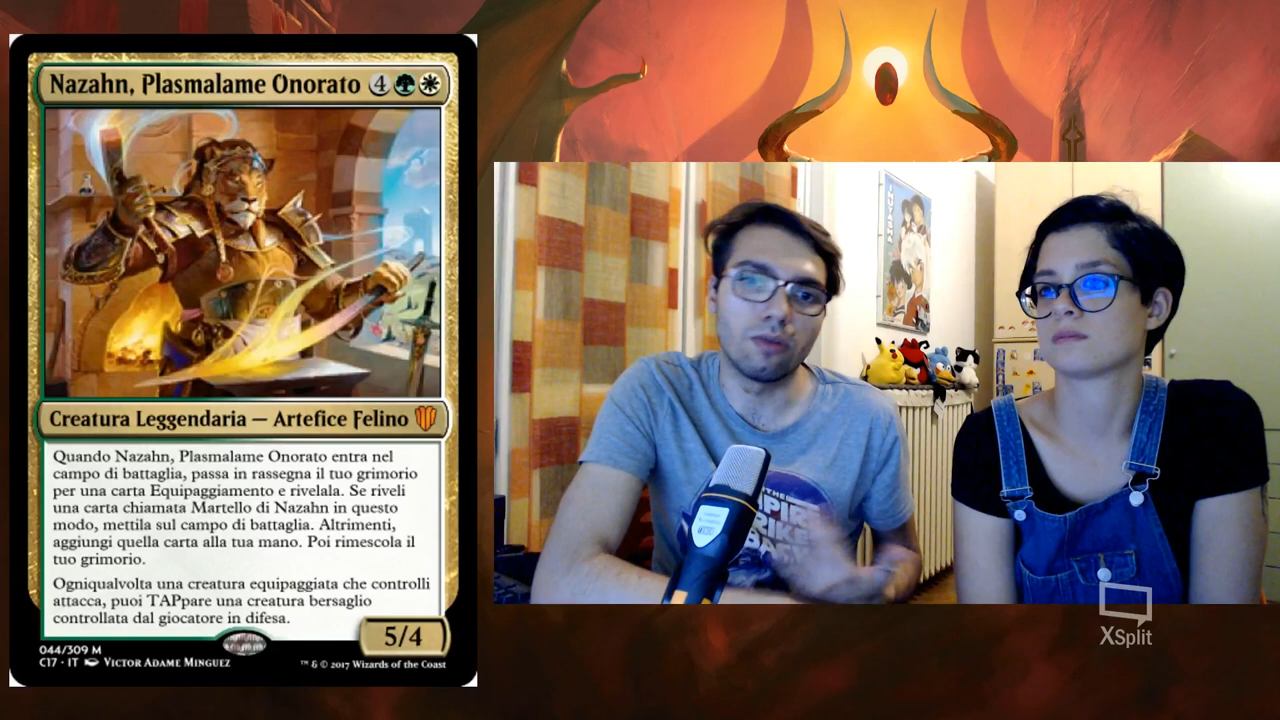 Nazahn, Plasmalame Onorato 4
Creatura Leggendaria — Artefice Felino
Quando Nazahn, Plasmalame Onorato entra nel
campo di battaglia, passa in rassegna il tuo grimorio
per una carta Equipaggiamento e rivelala. Se riveli
una carta chiamata Martello di Nazahn in questo
modo, mettila sul campo di battaglia. Altrimenti,
aggiungi quella carta alla tua mano. Poi rimescola il
tuo grimorio.
Ogniqualvolta una creatura equipaggiata che controlli
attacca, puoi TAPpare una creatura bersaglio
controllata dal giocatore in difesa.
5/4
044/309 M
C17 · IT Victor Adame Minguez
™ & © 2017 Wizards of the Coast
THE
XSplit